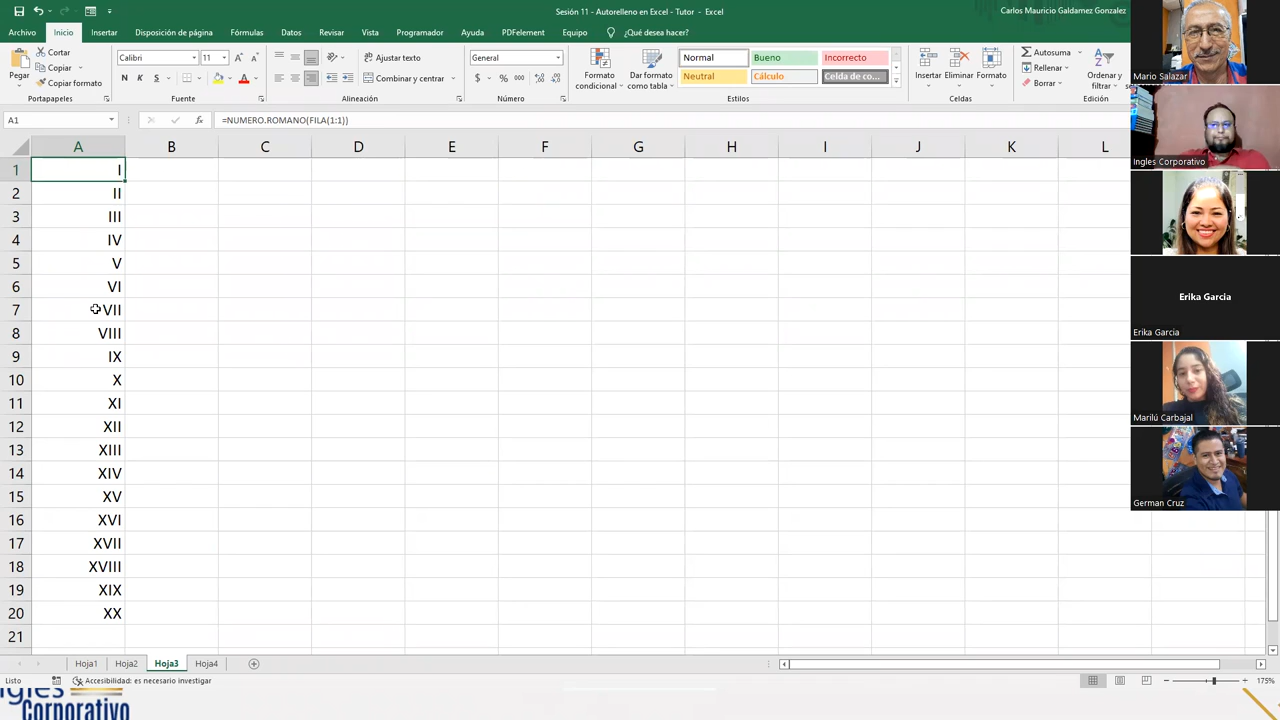 Sesión 11 - Autorelleno en Excel - Tutor - Excel
Carlos Mauricio Galdamez Gonzalez
Archivo Inicio Insertar Disposición de página Fórmulas Datos Revisar Vista Programador Ayuda PDFelement Equipo ¿Qué desea hacer?
Pegar
Cortar
Copiar
Copiar formato
Portapapeles
Calibri 11
N K S
Fuente
Ajustar texto
Combinar y centrar
Alineación
General
$ % 000
Número
Formato condicional
Dar formato como tabla
Normal Bueno Incorrecto
Neutral Cálculo Celda de co...
Estilos
Insertar Eliminar Formato
Celdas
Autosuma
Rellenar
Borrar
Ordenar y filtrar
Edición
A1 fx =NUMERO.ROMANO(FILA(1:1))
A B C D E F G H I J K L
1 I
2 II
3 III
4 IV
5 V
6 VI
7 VII
8 VIII
9 IX
10 X
11 XI
12 XII
13 XIII
14 XIV
15 XV
16 XVI
17 XVII
18 XVIII
19 XIX
20 XX
21
Hoja1 Hoja2 Hoja3 Hoja4
Listo Accesibilidad: es necesario investigar 175%
Ingles
Corporativo
Mario Salazar
Ingles Corporativo
Erika Garcia
Erika Garcia
Marilú Carbajal
German Cruz